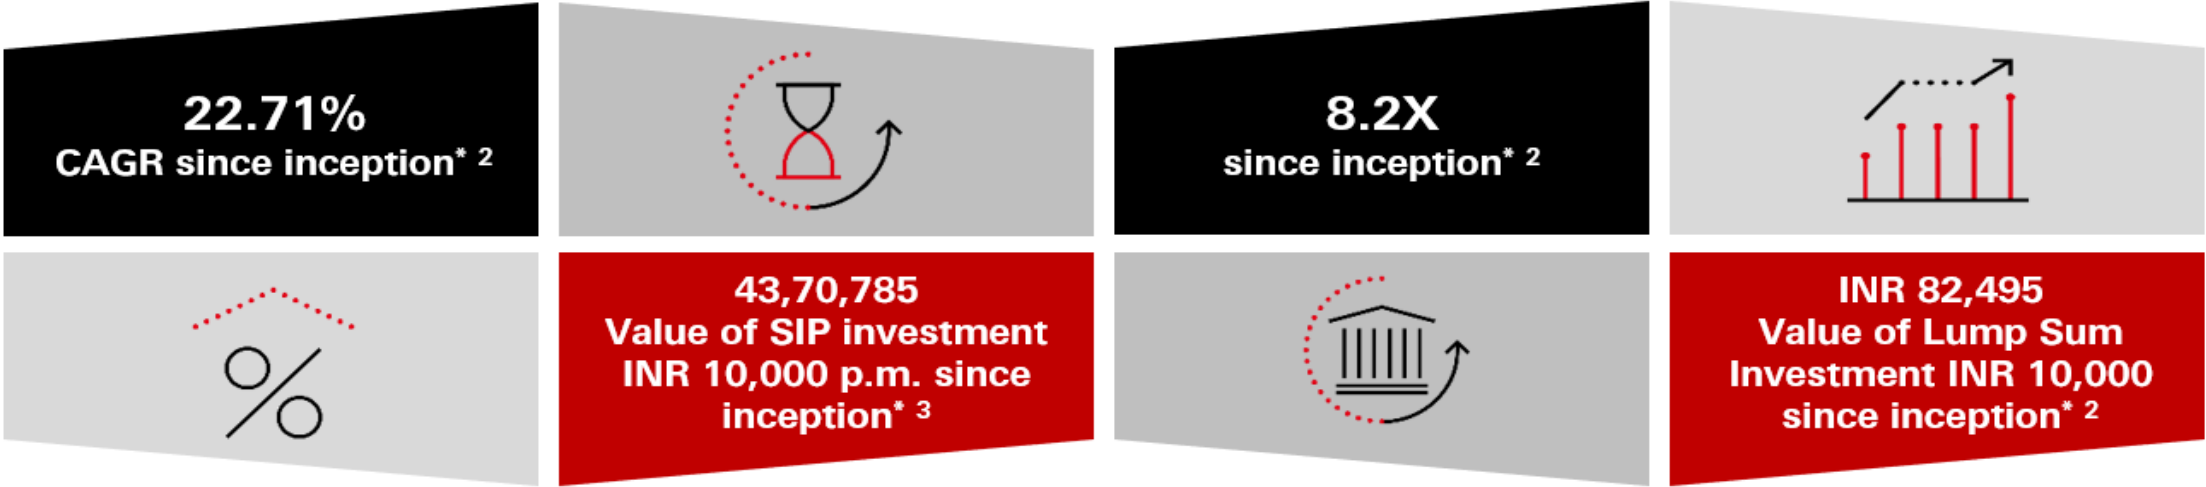 22.71%
CAGR since inception* 2
8.2X
since inception* 2
43,70,785
Value of SIP investment
INR 10,000 p.m. since
inception* 3
INR 82,495
Value of Lump Sum
Investment INR 10,000
since inception* 2